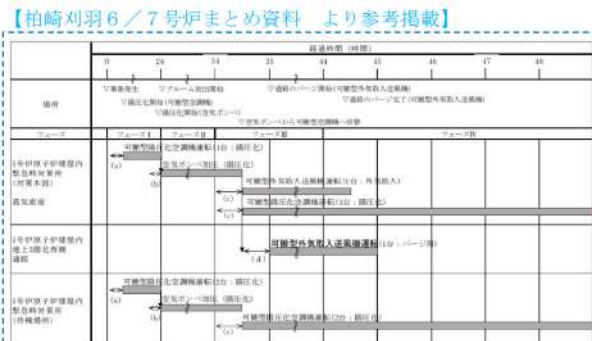 【柏崎刈羽6/7号炉まとめ資料 より参考掲載】
経過時間（時間）
0 24 34 35 44 45 46 47 48
場所
▽事象発生 ▽プルーム放出開始 ▽通路のパージ開始(可搬型外気取入送風機)
▽陽圧化開始(可搬型空調機) ▽通路のパージ完了(可搬型外気取入送風機)
▽陽圧化開始(空気ボンベ)
▽空気ボンベから可搬型空調機へ切替
フェーズ フェーズⅠ フェーズⅡ フェーズⅢ フェーズⅣ
5号炉原子炉建屋内
緊急時対策所
(対策本部)
高気密室
可搬型陽圧化空調機運転(1台：陽圧化)
(a)
空気ボンベ加圧（陽圧化）
(b)
可搬型外気取入送風機運転(1台：外気取入)
(c)
可搬型陽圧化空調機運転(1台：陽圧化)
(c)
5号炉原子炉建屋内
地上3階北西側
通路
可搬型外気取入送風機運転(1台：パージ用)
(d)
5号炉原子炉建屋内
緊急時対策所
(待機場所)
可搬型陽圧化空調機運転(2台：陽圧化)
(a)
空気ボンベ加圧（陽圧化）
(b)
可搬型陽圧化空調機運転(2台：陽圧化)
(c)